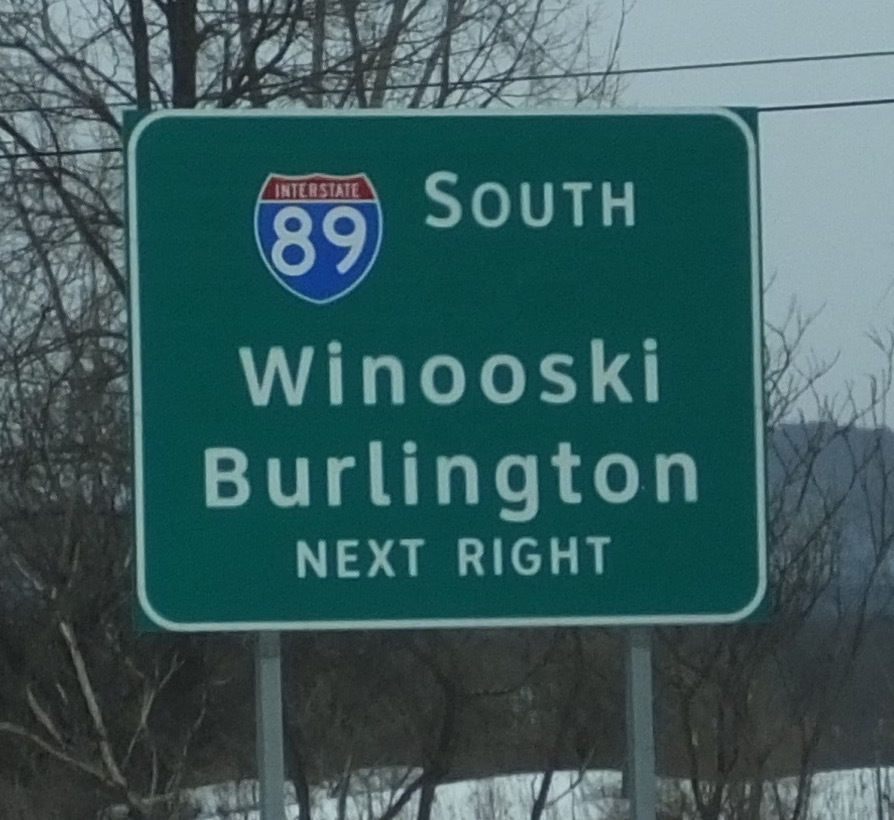 INTERSTATE
89 SOUTH
Winooski
Burlington
NEXT RIGHT